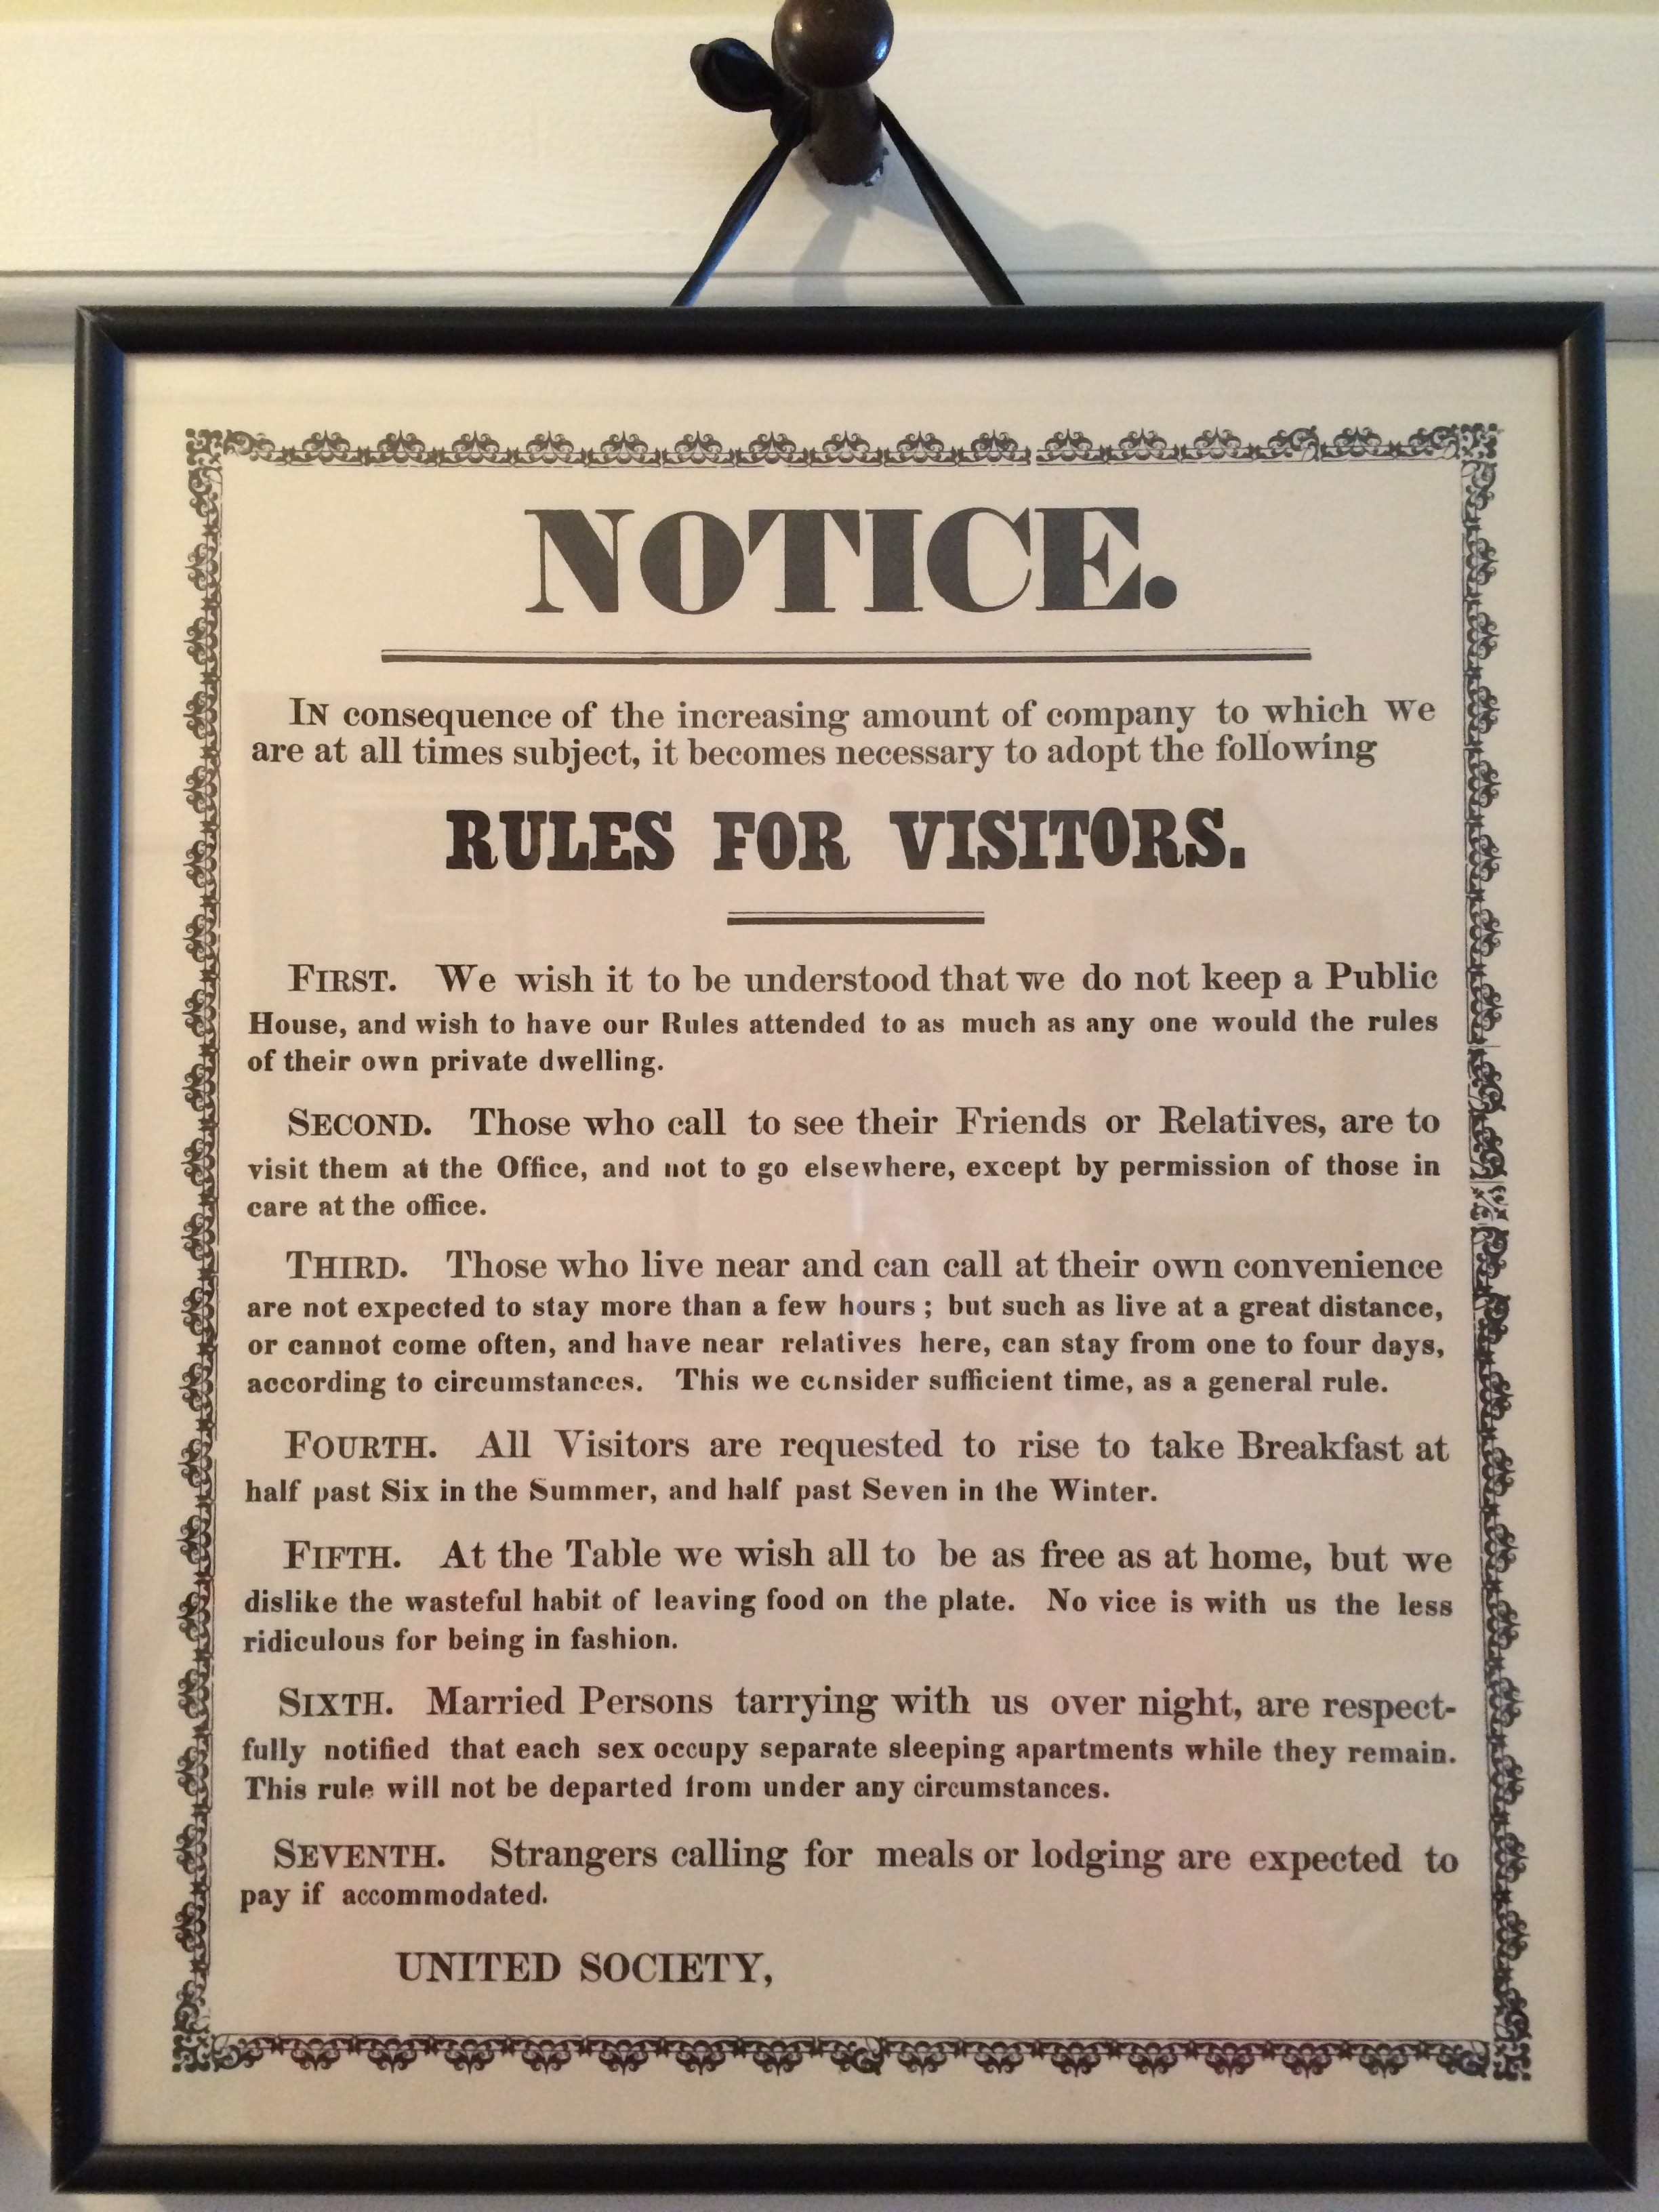 NOTICE.
IN consequence of the increasing amount of company to which we
are at all times subject, it becomes necessary to adopt the following
RULES FOR VISITORS.
FIRST. We wish it to be understood that we do not keep a Public
House, and wish to have our Rules attended to as much as any one would the rules
of their own private dwelling.
SECOND. Those who call to see their Friends or Relatives, are to
visit them at the Office, and not to go elsewhere, except by permission of those in
care at the office.
THIRD. Those who live near and can call at their own convenience
are not expected to stay more than a few hours; but such as live at a great distance,
or cannot come often, and have near relatives here, can stay from one to four days,
according to circumstances. This we consider sufficient time, as a general rule.
FOURTH. All Visitors are requested to rise to take Breakfast at
half past Six in the Summer, and half past Seven in the Winter.
FIFTH. At the Table we wish all to be as free as at home, but we
dislike the wasteful habit of leaving food on the plate. No vice is with us the less
ridiculous for being in fashion.
SIXTH. Married Persons tarrying with us over night, are respect-
fully notified that each sex occupy separate sleeping apartments while they remain.
This rule will not be departed from under any circumstances.
SEVENTH. Strangers calling for meals or lodging are expected to
pay if accommodated.
UNITED SOCIETY,